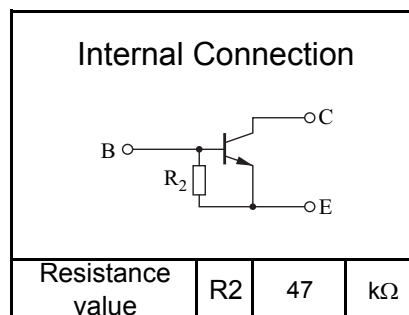 Internal Connection
C
B
R2
E
Resistance value R2 47 kΩ